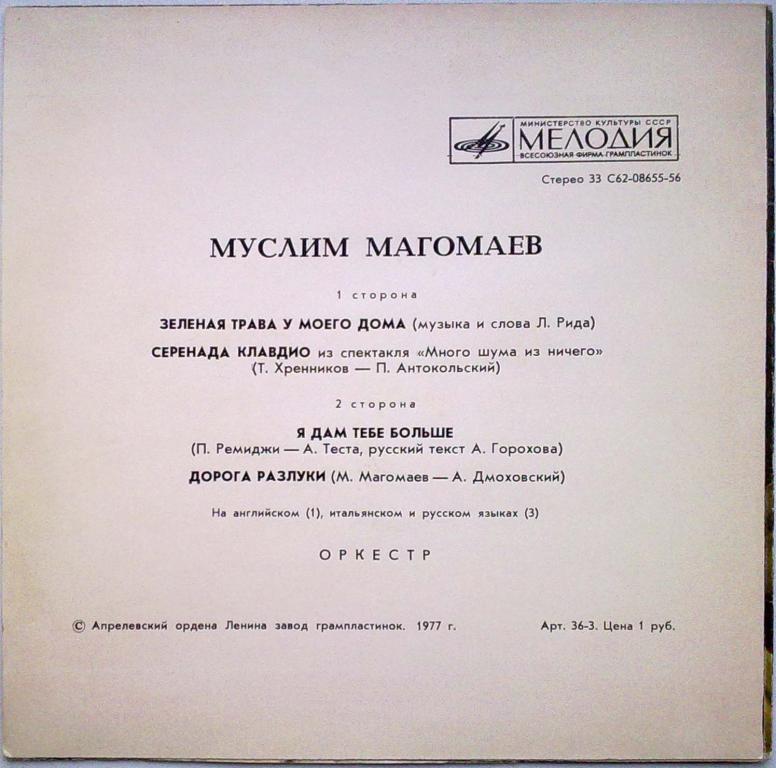 МИНИСТЕРСТВО КУЛЬТУРЫ СССР
МЕЛОДИЯ
ВСЕСОЮЗНАЯ ФИРМА ГРАМПЛАСТИНОК
Стерео 33 С62-08655-56
МУСЛИМ МАГОМАЕВ
1 сторона
ЗЕЛЕНАЯ ТРАВА У МОЕГО ДОМА (музыка и слова Л. Рида)
СЕРЕНАДА КЛАВДИО из спектакля «Много шума из ничего»
(Т. Хренников — П. Антокольский)
2 сторона
Я ДАМ ТЕБЕ БОЛЬШЕ
(П. Ремиджи — А. Теста, русский текст А. Горохова)
ДОРОГА РАЗЛУКИ (М. Магомаев — А. Дмоховский)
На английском (1), итальянском и русском языках (3)
ОРКЕСТР
© Апрелевский ордена Ленина завод грампластинок. 1977 г. Арт. 36-3. Цена 1 руб.